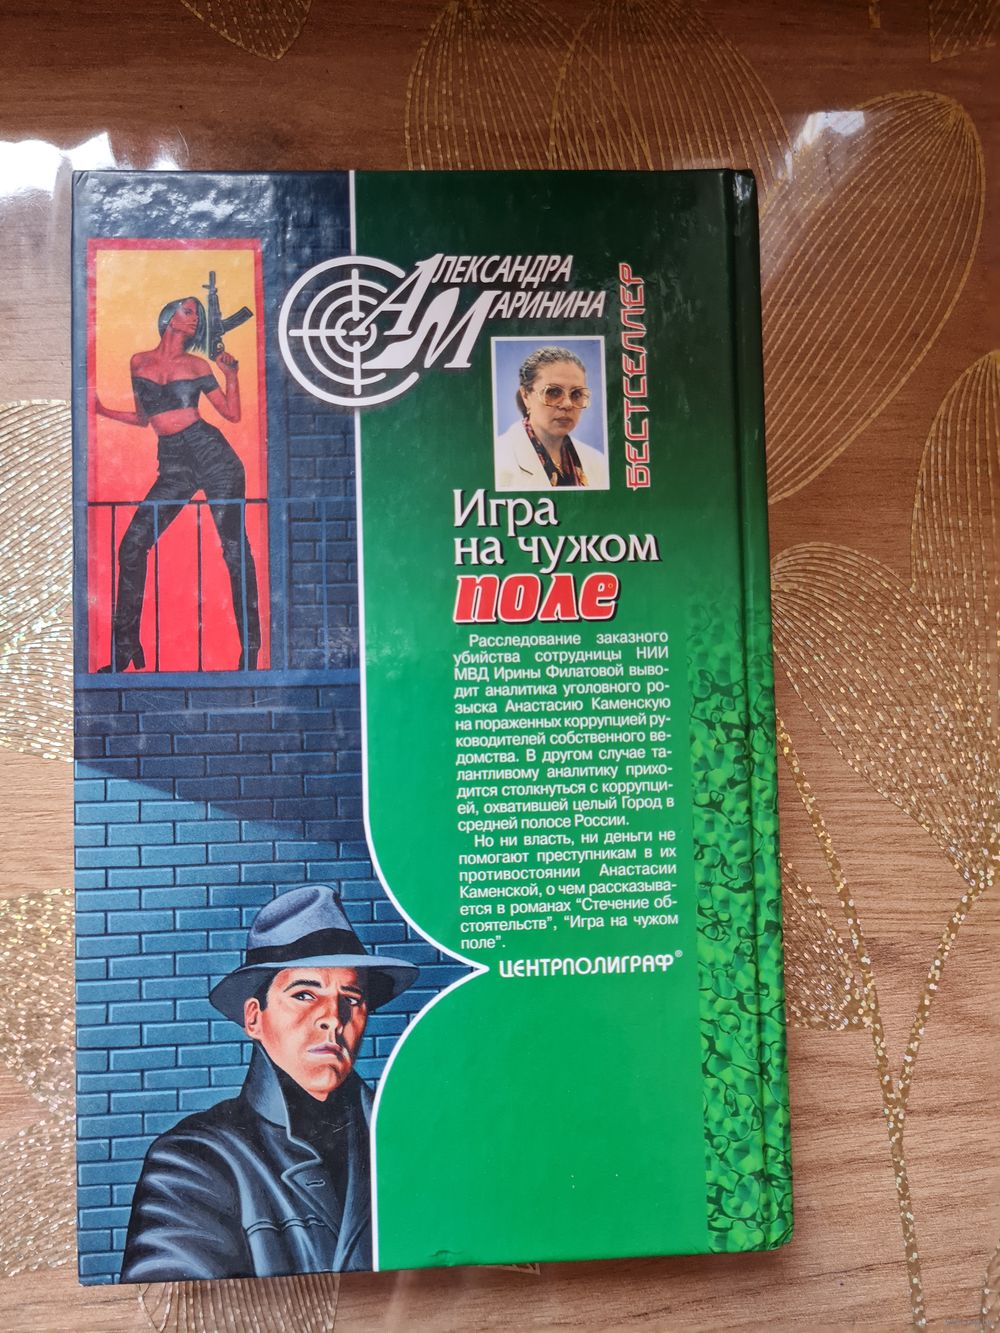 Александра
Маринина
БЕСТСЕЛЛЕР
Игра
на чужом
поле
Расследование заказного
убийства сотрудницы НИИ
МВД Ирины Филатовой выво-
дит аналитика уголовного ро-
зыска Анастасию Каменскую
на пораженных коррупцией ру-
ководителей собственного ве-
домства. В другом случае та-
лантливому аналитику прихо-
дится столкнуться с коррупци-
ей, охватившей целый Город в
средней полосе России.
Но ни власть, ни деньги не
помогают преступникам в их
противостоянии Анастасии
Каменской, о чем рассказыва-
ется в романах “Стечение об-
стоятельств”, “Игра на чужом
поле”.
ЦЕНТРПОЛИГРАФ®